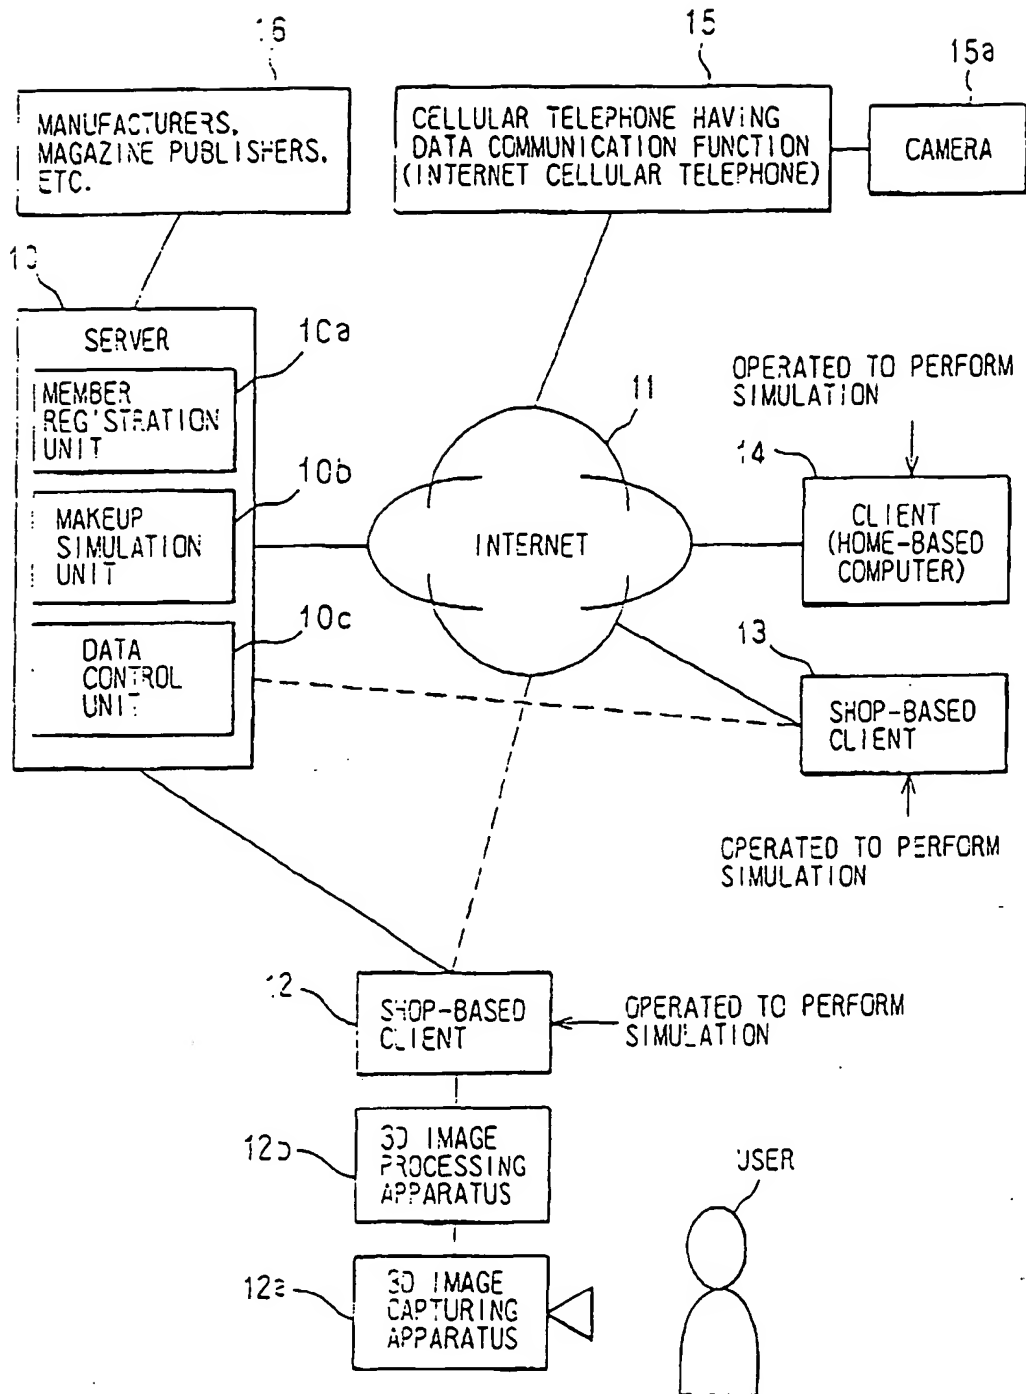 16
MANUFACTURERS,
MAGAZINE PUBLISHERS,
ETC.
15
CELLULAR TELEPHONE HAVING
DATA COMMUNICATION FUNCTION
(INTERNET CELLULAR TELEPHONE)
15a
CAMERA
10
SERVER
10a
MEMBER
REGISTRATION
UNIT
10b
MAKEUP
SIMULATION
UNIT
10c
DATA
CONTROL
UNIT
11
INTERNET
OPERATED TO PERFORM
SIMULATION
14
CLIENT
(HOME-BASED
COMPUTER)
13
SHOP-BASED
CLIENT
OPERATED TO PERFORM
SIMULATION
12
SHOP-BASED
CLIENT
OPERATED TO PERFORM
SIMULATION
12b
3D IMAGE
PROCESSING
APPARATUS
12a
3D IMAGE
CAPTURING
APPARATUS
USER